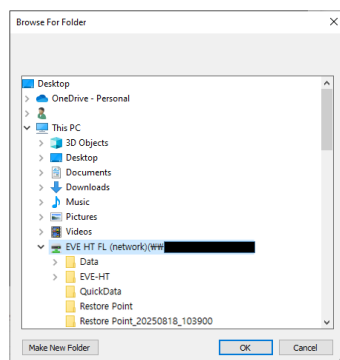 Browse For Folder
Desktop
OneDrive - Personal
This PC
3D Objects
Desktop
Documents
Downloads
Music
Pictures
Videos
EVE HT FL (network)(₩₩
Data
EVE-HT
QuickData
Restore Point
Restore Point_20250818_103900
Make New Folder
OK
Cancel